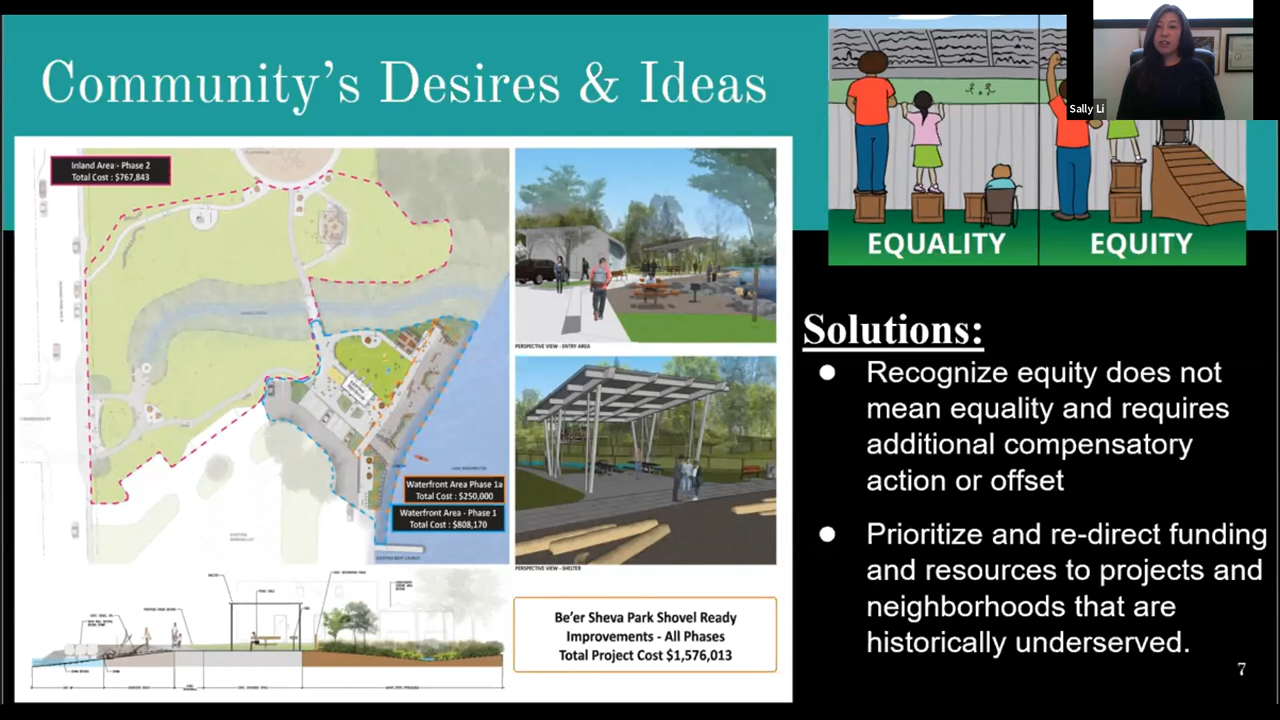 Community's Desires & Ideas
Sally Li
EQUALITY
EQUITY
Inland Area - Phase 2
Total Cost : $767,843
Waterfront Area Phase 1a
Total Cost : $250,000
Waterfront Area - Phase 1
Total Cost : $808,170
PERSPECTIVE VIEW - ENTRY AREA
PERSPECTIVE VIEW - SHELTER
Be'er Sheva Park Shovel Ready
Improvements - All Phases
Total Project Cost $1,576,013
Solutions:
● Recognize equity does not
mean equality and requires
additional compensatory
action or offset
● Prioritize and re-direct funding
and resources to projects and
neighborhoods that are
historically underserved.
7